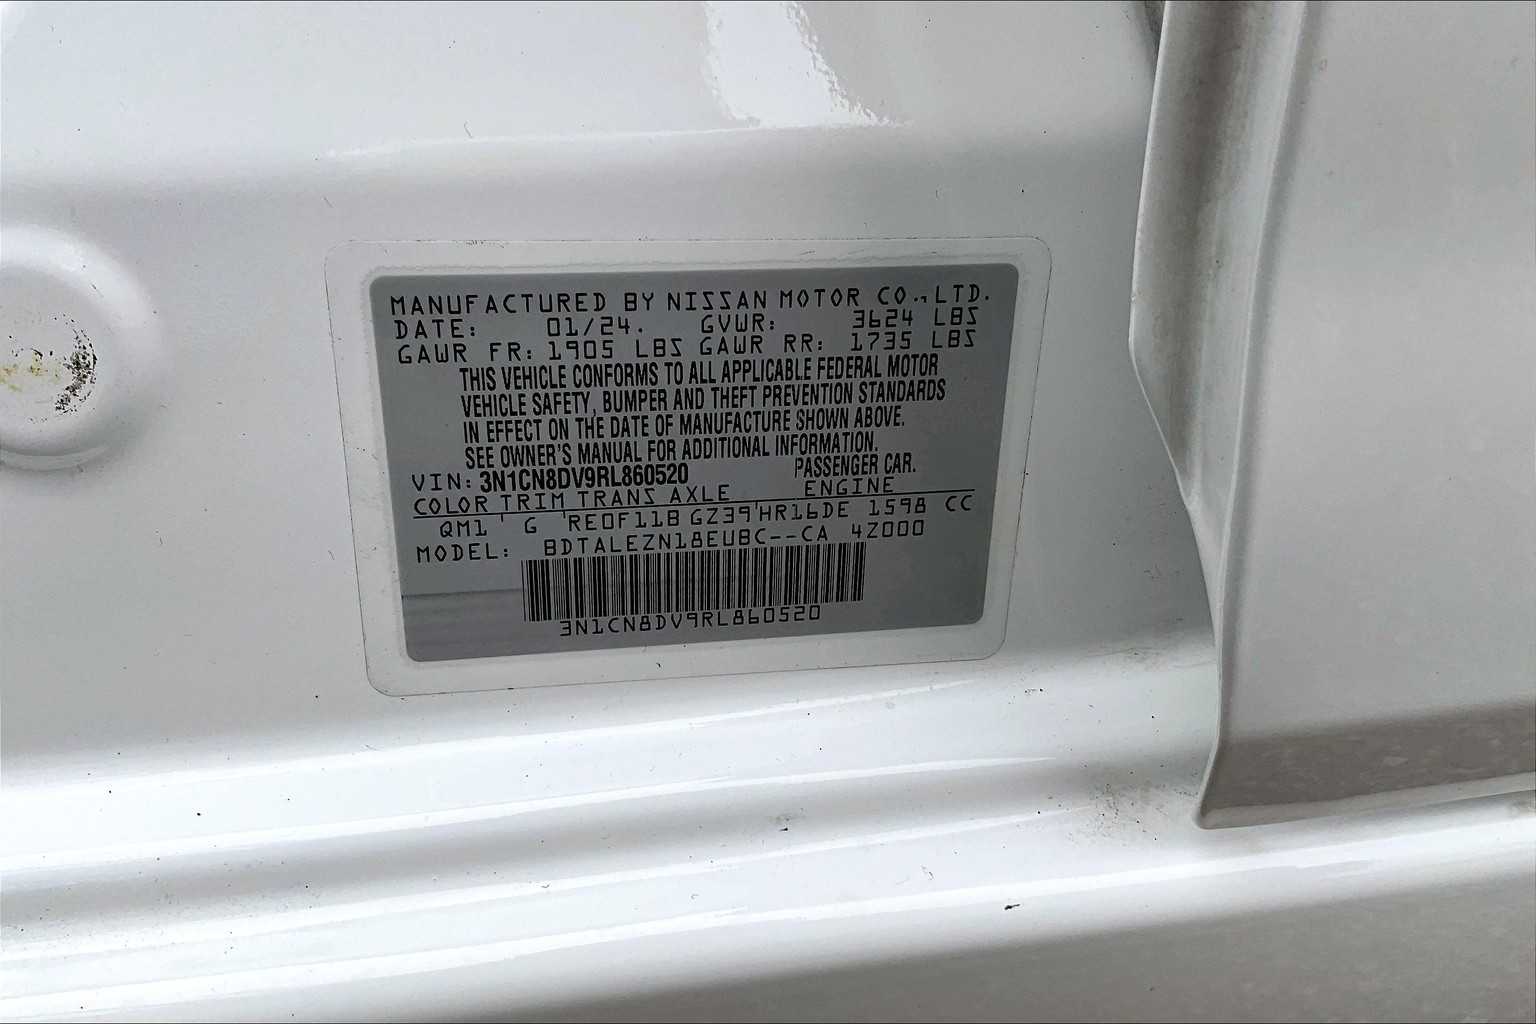 MANUFACTURED BY NISSAN MOTOR CO., LTD.
DATE: 01/24. GVWR: 3624 LBS
GAWR FR: 1905 LBS GAWR RR: 1735 LBS
THIS VEHICLE CONFORMS TO ALL APPLICABLE FEDERAL MOTOR
VEHICLE SAFETY, BUMPER AND THEFT PREVENTION STANDARDS
IN EFFECT ON THE DATE OF MANUFACTURE SHOWN ABOVE.
SEE OWNER'S MANUAL FOR ADDITIONAL INFORMATION.
VIN: 3N1CN8DV9RL860520 PASSENGER CAR.
COLOR TRIM TRANS AXLE ENGINE
QM1 G RE0F11B GZ39 HR16DE 1598 CC
MODEL: BDTALEZN18EUBC--CA 4Z000
3N1CN8DV9RL860520